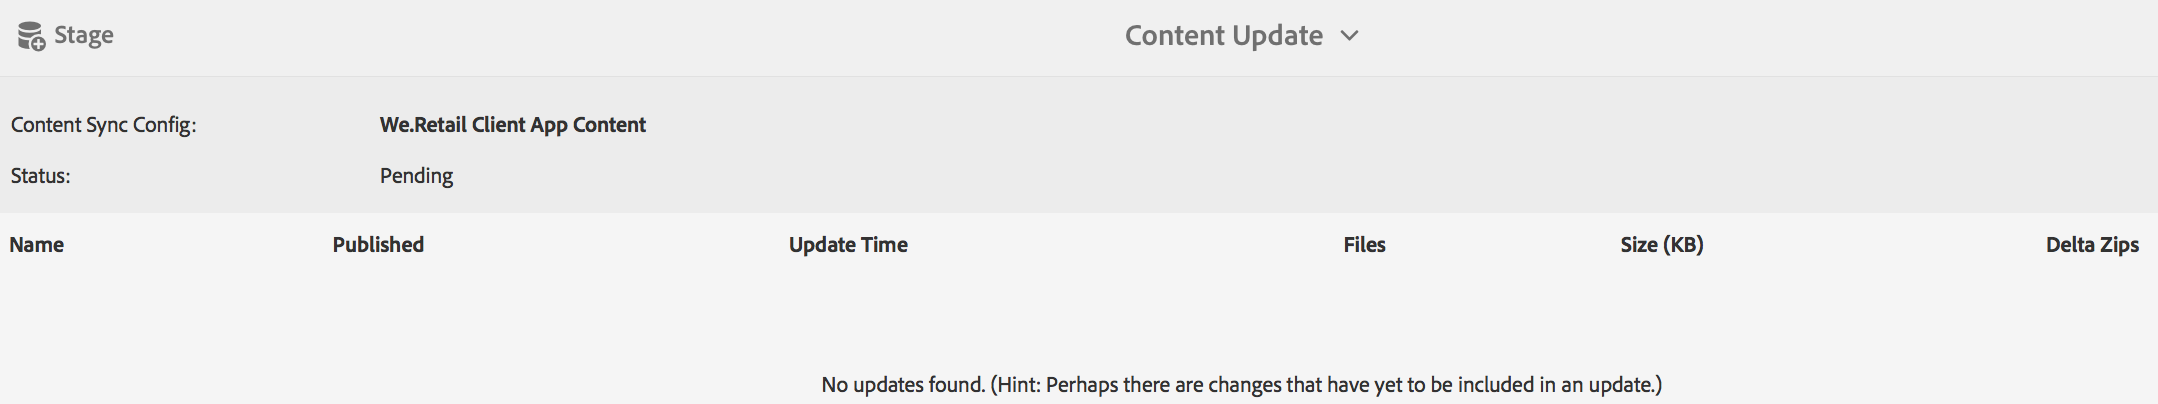 Stage
Content Update
Content Sync Config: We.Retail Client App Content
Status: Pending
Name Published Update Time Files Size (KB) Delta Zips
No updates found. (Hint: Perhaps there are changes that have yet to be included in an update.)